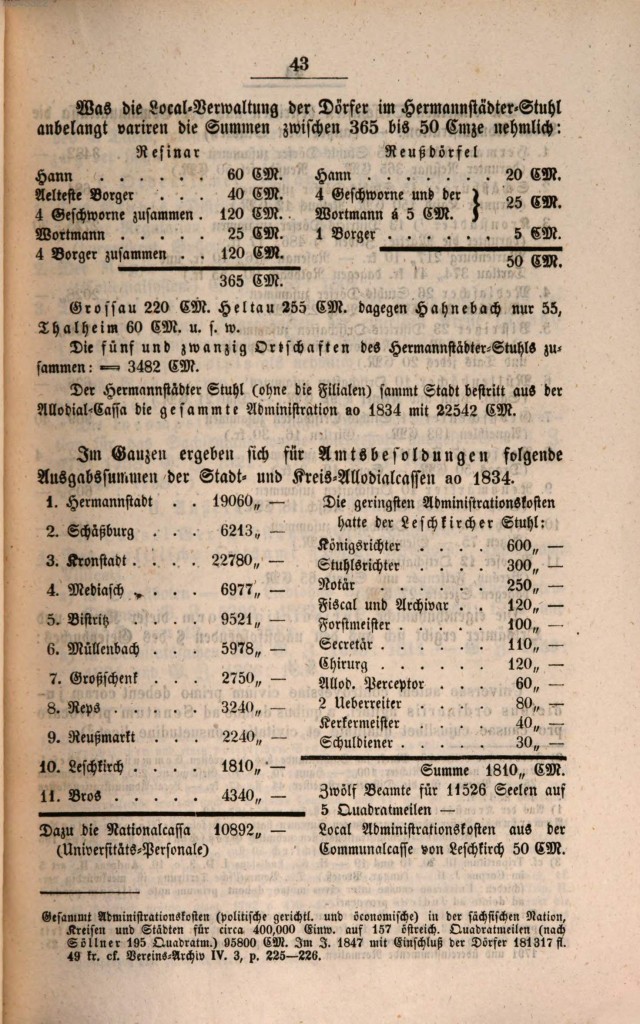 43
Was die Local-Verwaltung der Dörfer im Hermannstädter-Stuhl
anbelangt variren die Summen zwischen 365 bis 50 Cmze nehmlich:
Resinar
Hann . . . . . . 60 CM.
Aelteste Borger . . . 40 CM.
4 Geschworne zusammen . 120 CM.
Wortmann . . . . . 25 CM.
4 Borger zusammen . . 120 CM.
365 CM.
Reußdörfel
Hann . . . . . . . 20 CM.
4 Geschworne und der } 25 CM.
Wortmann á 5 CM.
1 Borger . . . . . . 5 CM.
50 CM.
Grossau 220 CM. Heltau 255 CM. dagegen Hahnebach nur 55,
Thalheim 60 CM. u. s. w.
Die fünf und zwanzig Ortschaften des Hermannstädter-Stuhls zu-
sammen: = 3482 CM.
Der Hermannstädter Stuhl (ohne die Filialen) sammt Stadt bestritt aus der
Allodial-Cassa die gesammte Administration ao 1834 mit 22542 CM.
Im Ganzen ergeben sich für Amtsbesoldungen folgende
Ausgabssummen der Stadt- und Kreis-Allodialcassen ao 1834.
1. Hermannstadt . . 19060„ —
2. Schäßburg . . . 6213„ —
3. Kronstadt . . . . 22780„ —
4. Mediasch . . . . 6977„ —
5. Bistritz . . . . 9521„ —
6. Müllenbach . . . 5978„ —
7. Großschenk . . . 2750„ —
8. Reps . . . . . 3240„ —
9. Reußmarkt . . . 2240„ —
10. Leschkirch . . . . 1810„ —
11. Bros . . . . . 4340„ —
Dazu die Nationalcassa 10892„ —
(Universitäts-Personale)
Die geringsten Administrationskosten
hatte der Leschkircher Stuhl:
Königsrichter . . . . 600„ —
Stuhlsrichter . . . . 300„ —
Notär . . . . . . 250„ —
Fiscal und Archivar . . 120„ —
Forstmeister . . . . . 100„ —
Secretär . . . . . . 110„ —
Chirurg . . . . . . 120„ —
Allod. Perceptor . . . 60„ —
2 Ueberreiter . . . . 80„ —
Kerkermeister . . . . 40„ —
Schuldiener . . . . . 30„ —
Summe 1810„ CM.
Zwölf Beamte für 11526 Seelen auf
5 Quadratmeilen —
Local Administrationskosten aus der
Communalcasse von Leschkirch 50 CM.
Gesammt Administrationskosten (politische gerichtl. und öconomische) in der sächsischen Nation,
Kreisen und Städten für circa 400,000 Einw. auf 157 östreich. Quadratmeilen (nach
Söllner 195 Quadratm.) 95800 CM. Im J. 1847 mit Einschluß der Dörfer 181317 fl.
49 kr. cf. Vereins-Archiv IV. 3, p. 225—226.